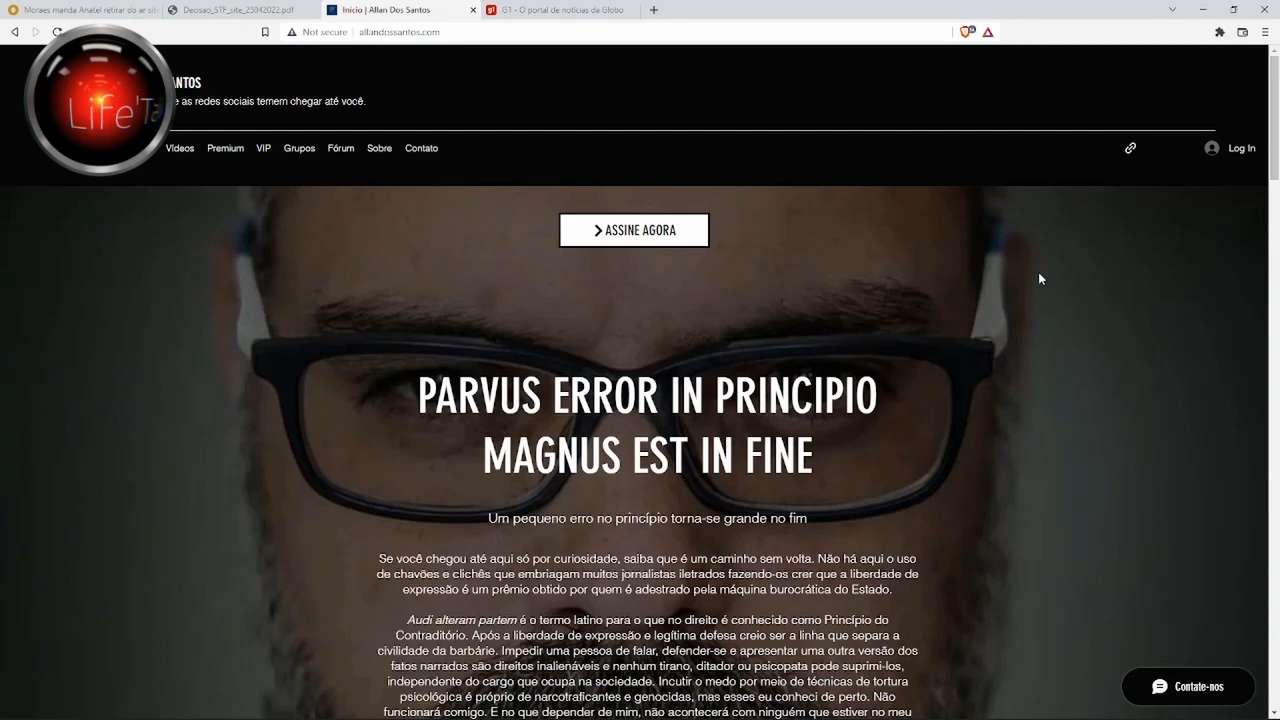 Moraes manda Anatel retirar do ar sit
Decisao_STF_site_25042022.pdf
Início | Allan Dos Santos
G1 - O portal de notícias da Globo
Not secure | allandossantos.com
ANTOS
e as redes sociais temem chegar até você.
Life'Ta
Vídeos Premium VIP Grupos Fórum Sobre Contato
Log In
ASSINE AGORA
PARVUS ERROR IN PRINCIPIO
MAGNUS EST IN FINE
Um pequeno erro no princípio torna-se grande no fim
Se você chegou até aqui só por curiosidade, saiba que é um caminho sem volta. Não há aqui o uso
de chavões e clichês que embriagam muitos jornalistas iletrados fazendo-os crer que a liberdade de
expressão é um prêmio obtido por quem é adestrado pela máquina burocrática do Estado.
Audi alteram partem é o termo latino para o que no direito é conhecido como Princípio do
Contraditório. Após a liberdade de expressão e legítima defesa creio ser a linha que separa a
civilidade da barbárie. Impedir uma pessoa de falar, defender-se e apresentar uma outra versão dos
fatos narrados são direitos inalienáveis e nenhum tirano, ditador ou psicopata pode suprimi-los,
independente do cargo que ocupa na sociedade. Incutir o medo por meio de técnicas de tortura
psicológica é próprio de narcotraficantes e genocidas, mas esses eu conheci de perto. Não
funcionará comigo. E no que depender de mim, não acontecerá com ninguém que estiver no meu
Contate-nos